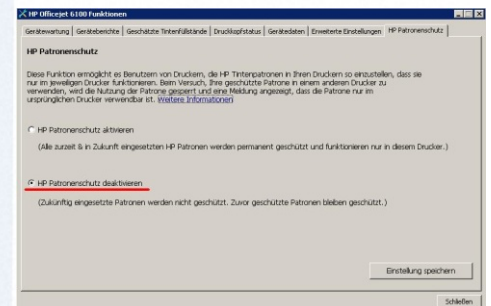 HP Officejet 6100 Funktionen
Gerätewartung Geräteberichte Geschätzte Tintenfüllstände Druckkopfstatus Gerätedaten Erweiterte Einstellungen HP Patronenschutz
HP Patronenschutz
Diese Funktion ermöglicht es Benutzern von Druckern, die HP Tintenpatronen in ihren Druckern so einzustellen, dass sie
nur im jeweiligen Drucker funktionieren. Beim Versuch, Ihre geschützte Patrone in einem anderen Drucker zu
verwenden, wird die Nutzung der Patrone gesperrt und eine Meldung angezeigt, dass die Patrone nur im
ursprünglichen Drucker verwendbar ist. Weitere Informationen
HP Patronenschutz aktivieren
(Alle zurzeit & in Zukunft eingesetzten HP Patronen werden permanent geschützt und funktionieren nur in diesem Drucker.)
HP Patronenschutz deaktivieren
(Zukünftig eingesetzte Patronen werden nicht geschützt. Zuvor geschützte Patronen bleiben geschützt.)
Einstellung speichern
Schließen